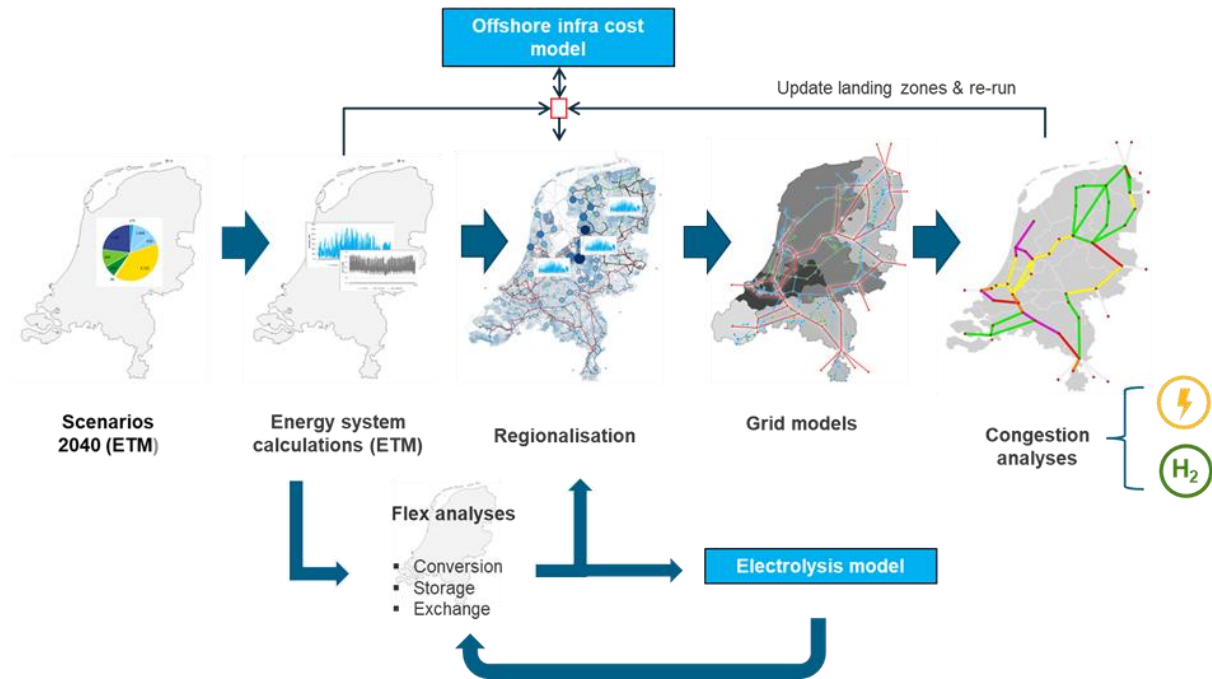 Offshore infra cost
model
Update landing zones & re-run
Scenarios
2040 (ETM)
Energy system
calculations (ETM)
Regionalisation
Grid models
Congestion
analyses
H2
Flex analyses
▪ Conversion
▪ Storage
▪ Exchange
Electrolysis model